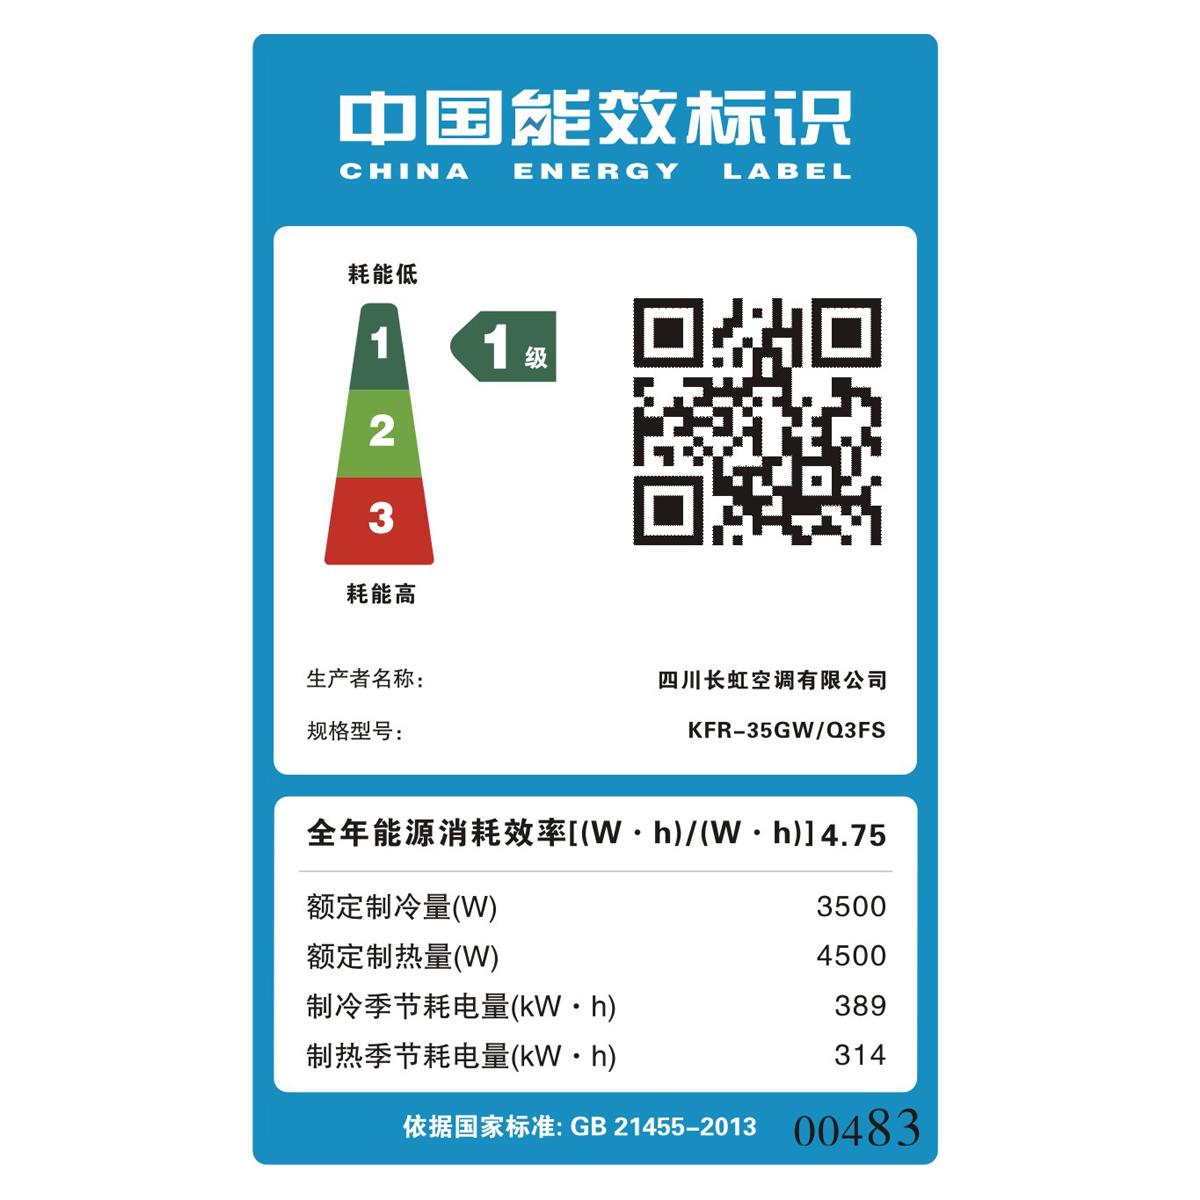 中国能效标识
CHINA ENERGY LABEL
耗能低
1
1级
2
3
耗能高
生产者名称: 四川长虹空调有限公司
规格型号: KFR-35GW/Q3FS
全年能源消耗效率[(W·h)/(W·h)] 4.75
额定制冷量(W) 3500
额定制热量(W) 4500
制冷季节耗电量(kW·h) 389
制热季节耗电量(kW·h) 314
依据国家标准: GB 21455-2013
00483